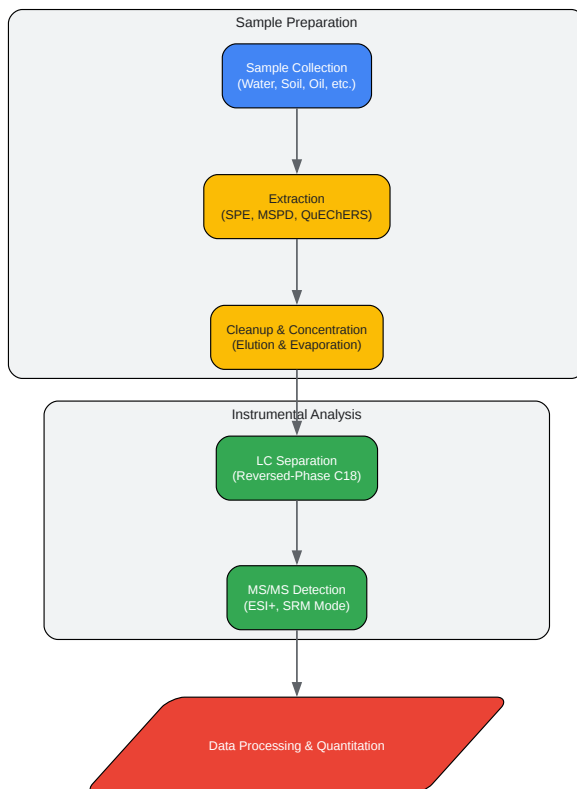 Sample Preparation
Sample Collection
(Water, Soil, Oil, etc.)
Extraction
(SPE, MSPD, QuEChERS)
Cleanup & Concentration
(Elution & Evaporation)
Instrumental Analysis
LC Separation
(Reversed-Phase C18)
MS/MS Detection
(ESI+, SRM Mode)
Data Processing & Quantitation